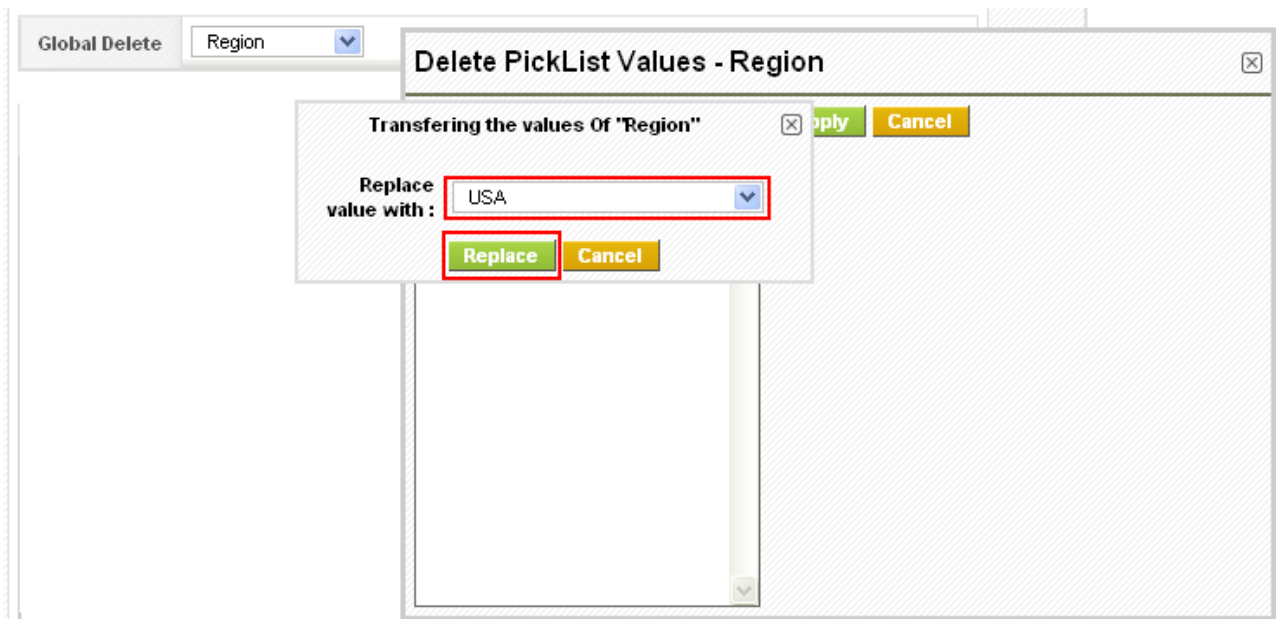 Global Delete
Region
Delete PickList Values - Region
Transfering the values Of "Region"
Cancel
Replace
value with :
USA
Replace
Cancel